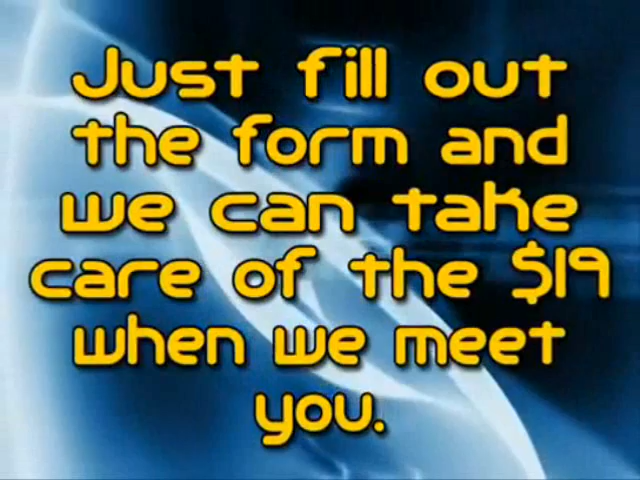 Just fill out
the form and
we can take
care of the $19
when we meet
you.